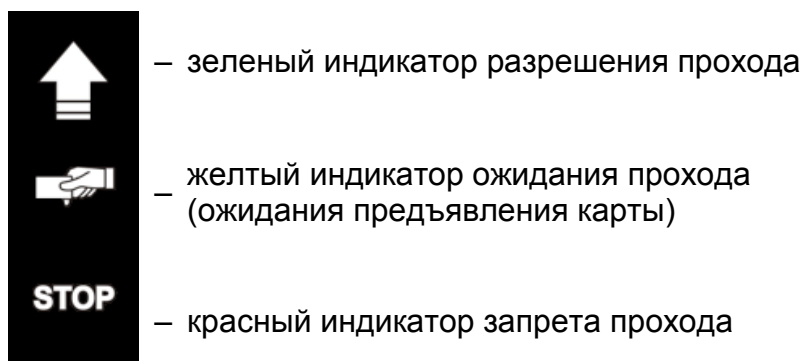 – зеленый индикатор разрешения прохода
– желтый индикатор ожидания прохода
(ожидания предъявления карты)
STOP
– красный индикатор запрета прохода